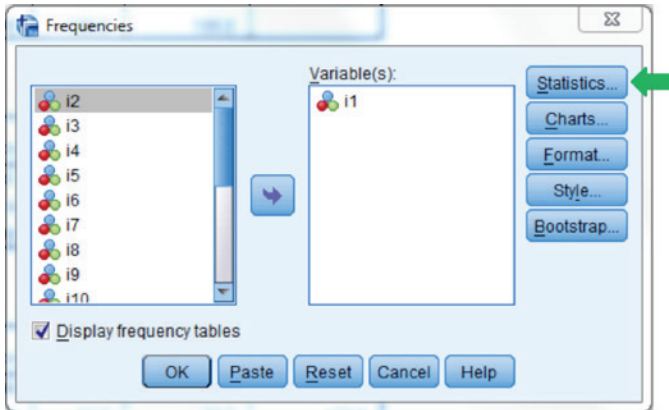 Frequencies
Variable(s):
i2
i3
i4
i5
i6
i7
i8
i9
i10
i1
Statistics...
Charts...
Format...
Style...
Bootstrap...
Display frequency tables
OK Paste Reset Cancel Help